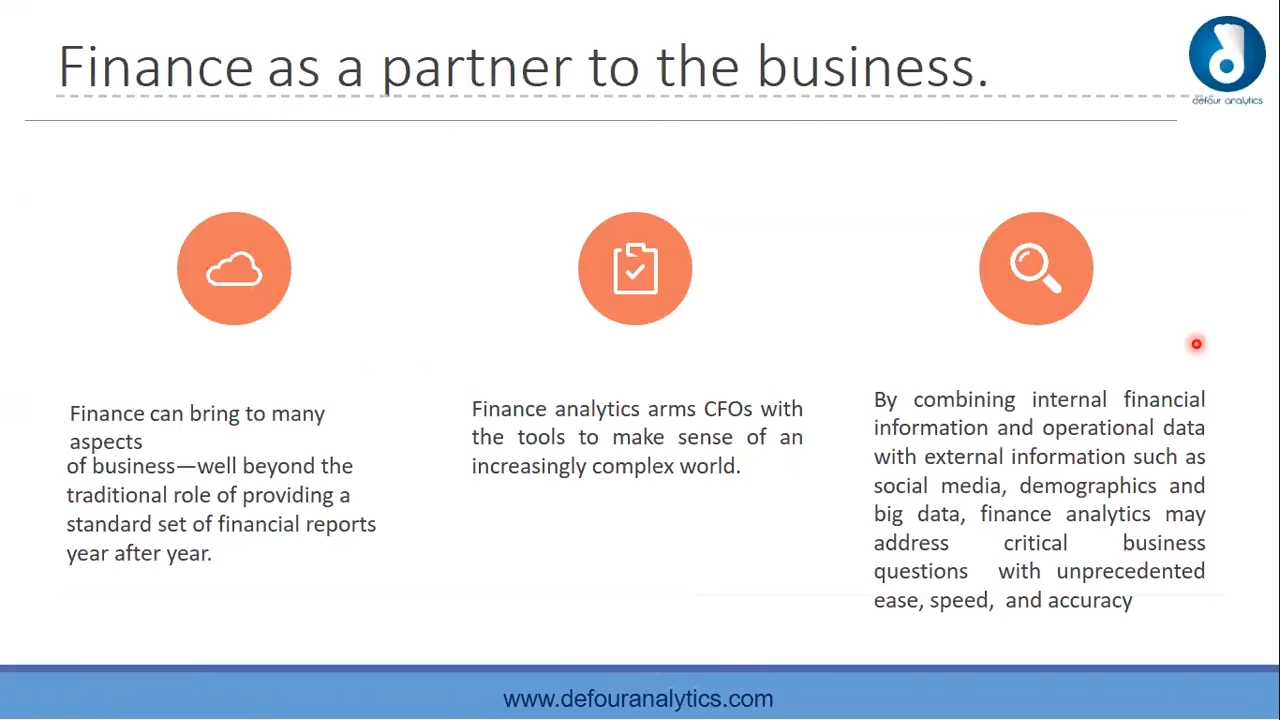 Finance as a partner to the business.
defour analytics
Finance can bring to many
aspects
of business—well beyond the
traditional role of providing a
standard set of financial reports
year after year.
Finance analytics arms CFOs with
the tools to make sense of an
increasingly complex world.
By combining internal financial
information and operational data
with external information such as
social media, demographics and
big data, finance analytics may
address critical business
questions with unprecedented
ease, speed, and accuracy
www.defouranalytics.com